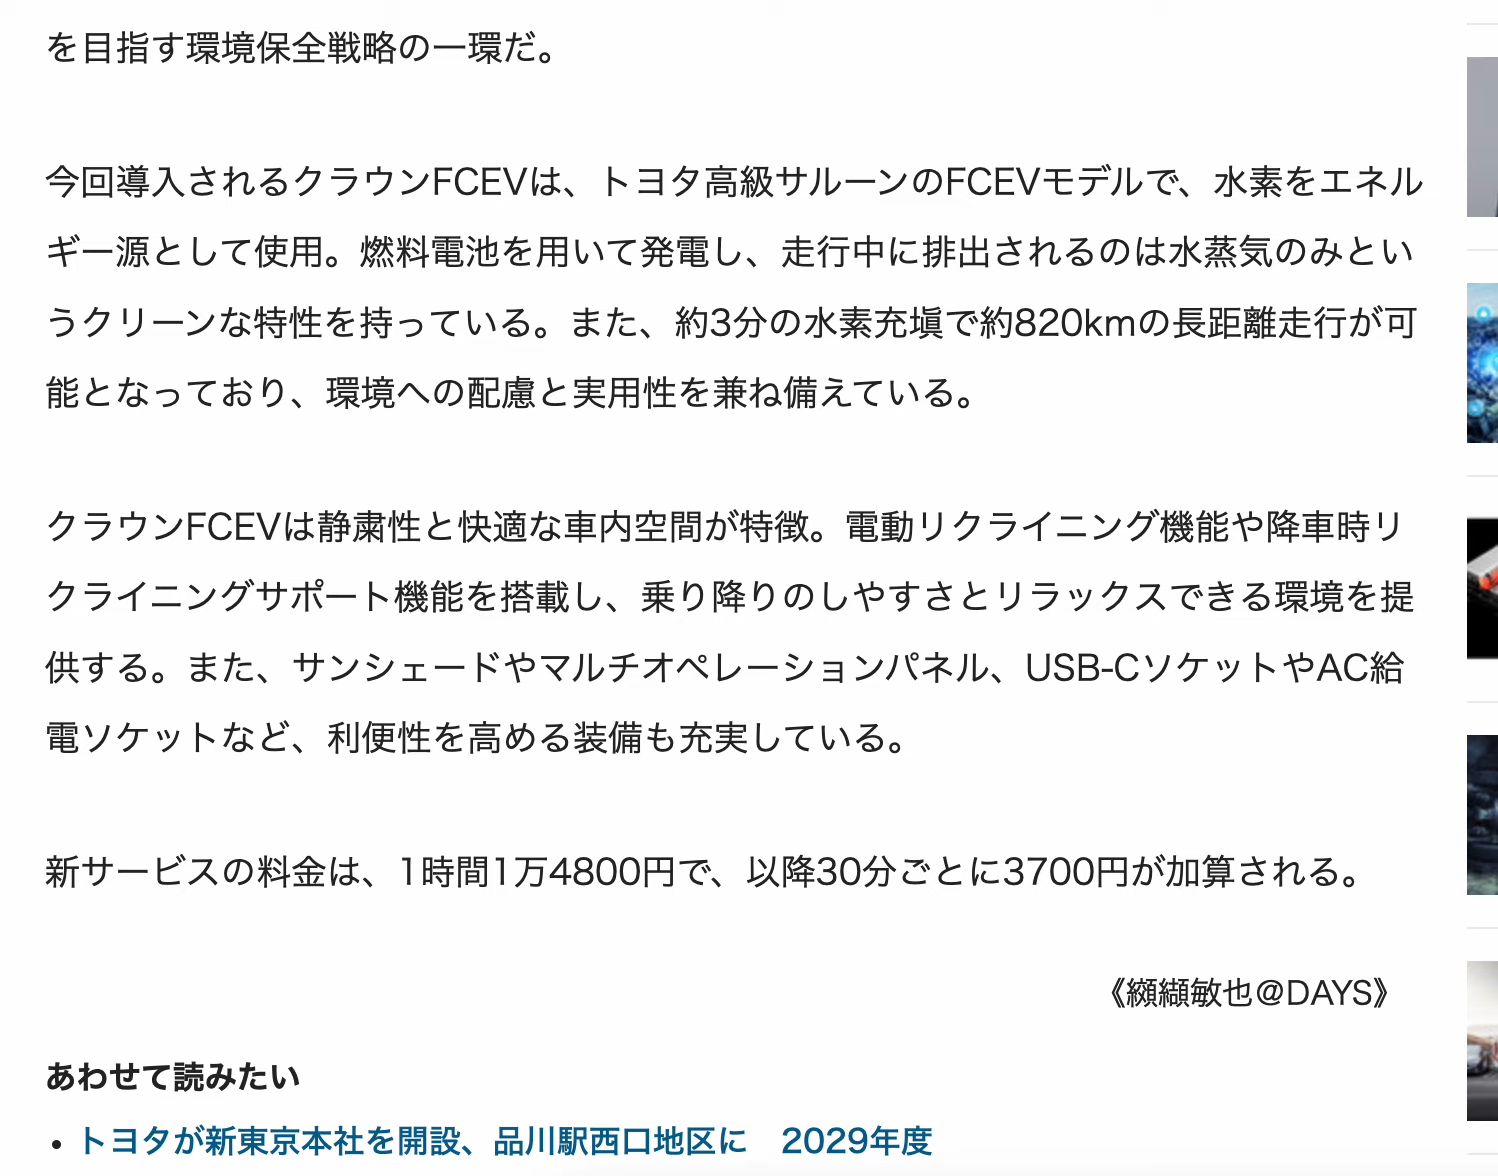 を目指す環境保全戦略の一環だ。
今回導入されるクラウンFCEVは、トヨタ高級サルーンのFCEVモデルで、水素をエネル
ギー源として使用。燃料電池を用いて発電し、走行中に排出されるのは水蒸気のみとい
うクリーンな特性を持っている。また、約3分の水素充塡で約820kmの長距離走行が可
能となっており、環境への配慮と実用性を兼ね備えている。
クラウンFCEVは静粛性と快適な車内空間が特徴。電動リクライニング機能や降車時リ
クライニングサポート機能を搭載し、乗り降りのしやすさとリラックスできる環境を提
供する。また、サンシェードやマルチオペレーションパネル、USB-CソケットやAC給
電ソケットなど、利便性を高める装備も充実している。
新サービスの料金は、1時間1万4800円で、以降30分ごとに3700円が加算される。
《纐纈敏也@DAYS》
あわせて読みたい
• トヨタが新東京本社を開設、品川駅西口地区に　2029年度